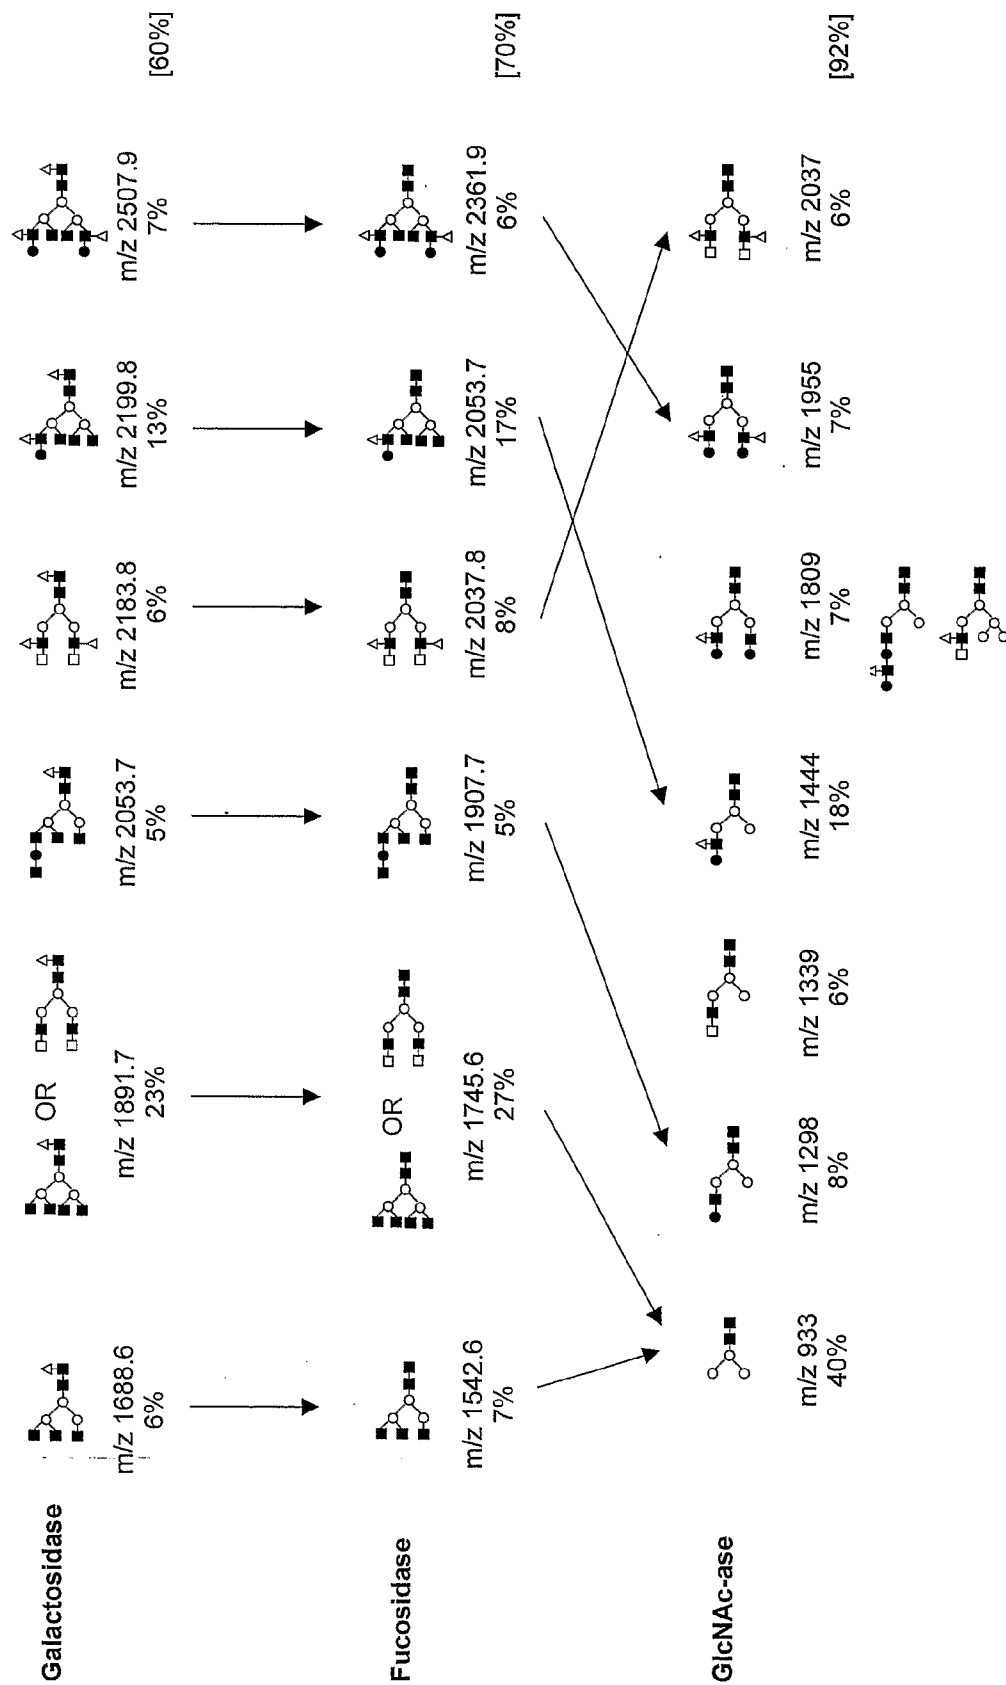 Galactosidase
m/z 1688.6
6%
OR
m/z 1891.7
23%
m/z 2053.7
5%
m/z 2183.8
6%
m/z 2199.8
13%
m/z 2507.9
7%
[60%]
Fucosidase
m/z 1542.6
7%
OR
m/z 1745.6
27%
m/z 1907.7
5%
m/z 2037.8
8%
m/z 2053.7
17%
m/z 2361.9
6%
[70%]
GlcNAc-ase
m/z 933
40%
m/z 1298
8%
m/z 1339
6%
m/z 1444
18%
m/z 1809
7%
m/z 1955
7%
m/z 2037
6%
[92%]